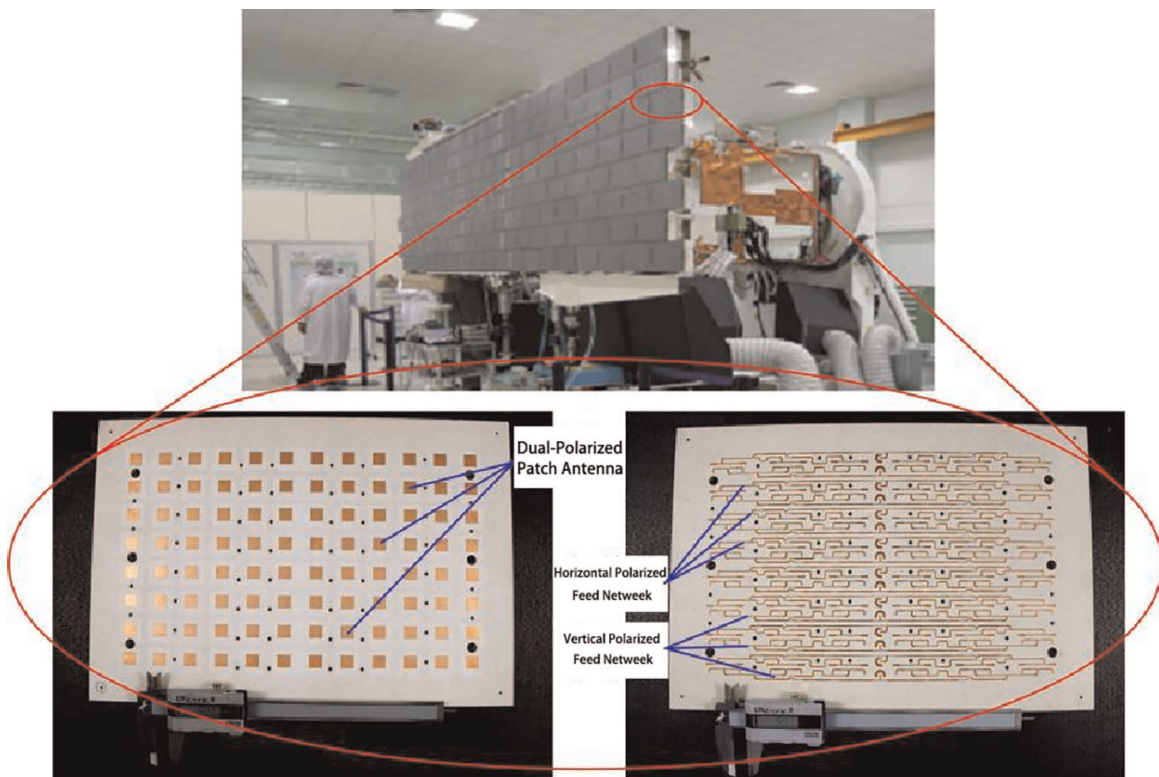 Dual-Polarized
Patch Antenna
Horizontal Polarized
Feed Netweek
Vertical Polarized
Feed Netweek